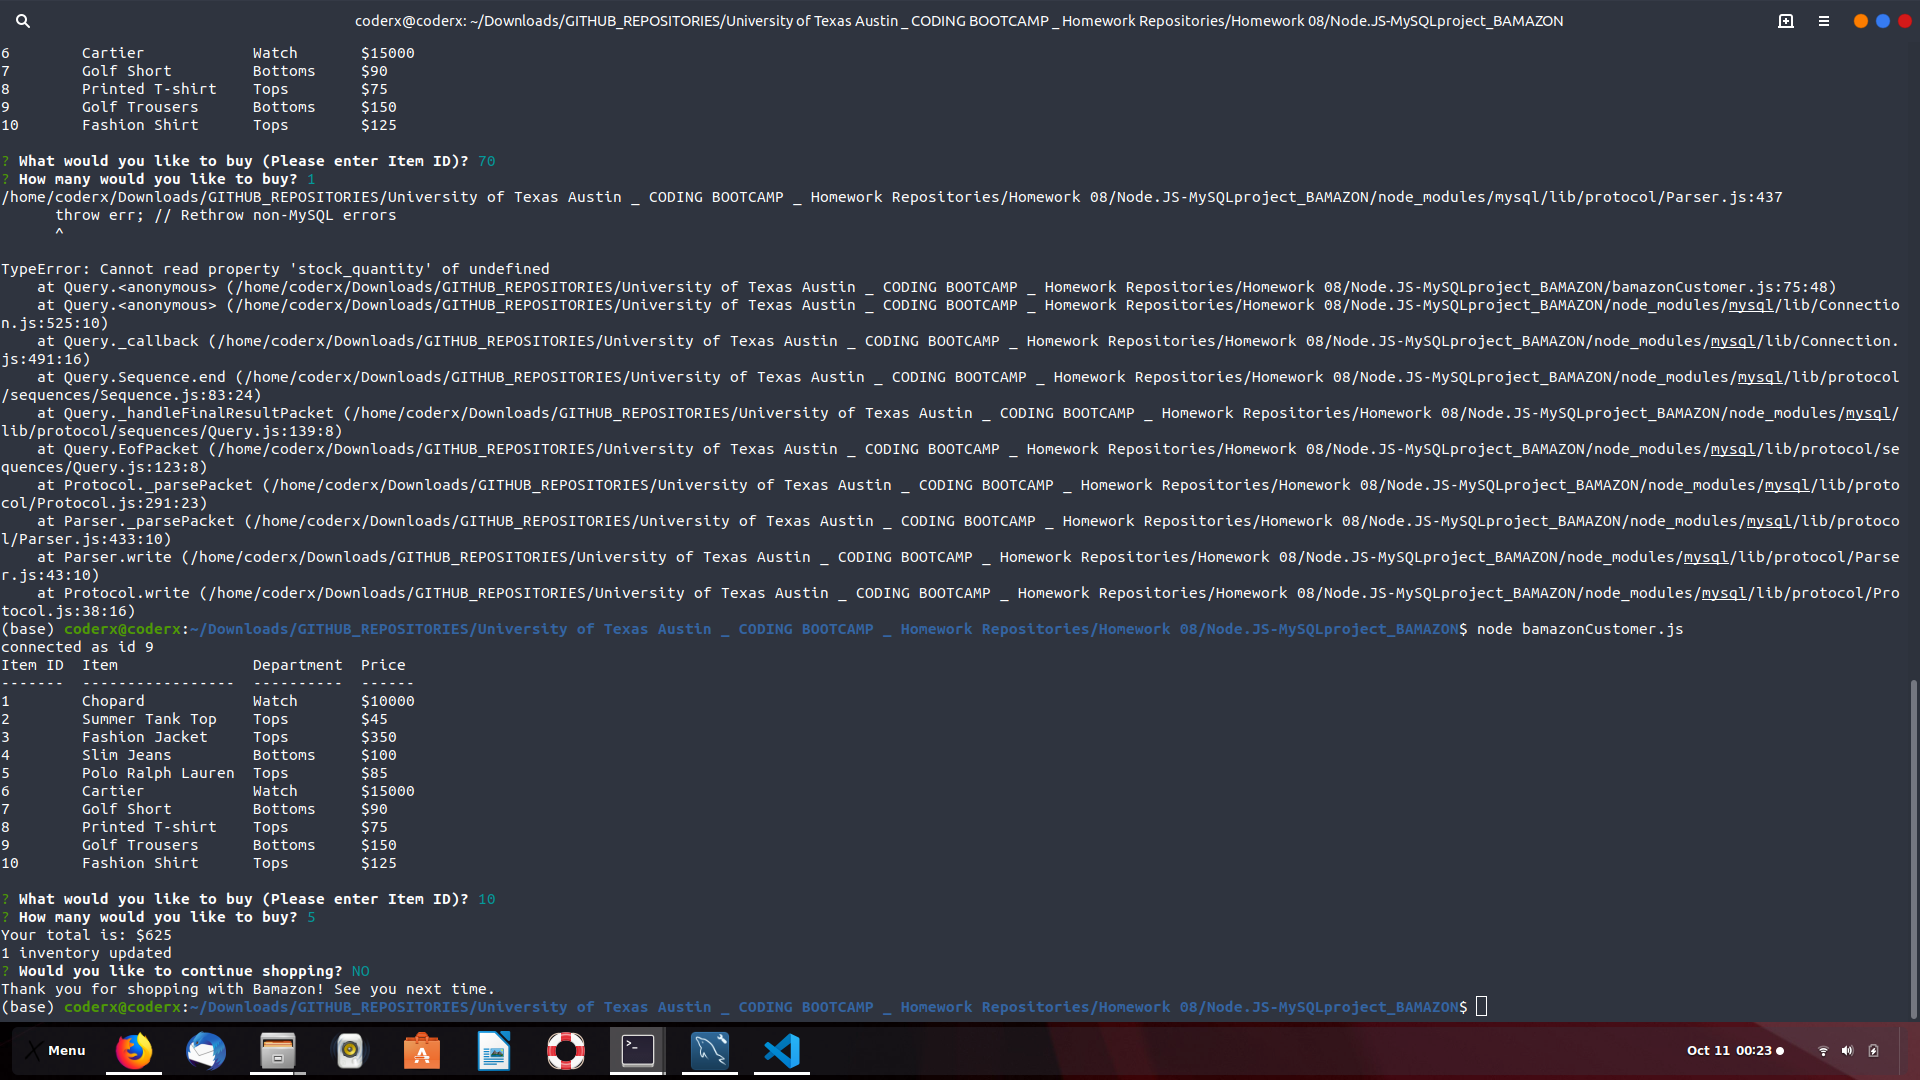 coderx@coderx: ~/Downloads/GITHUB_REPOSITORIES/University of Texas Austin _ CODING BOOTCAMP _ Homework Repositories/Homework 08/Node.JS-MySQLproject_BAMAZON
6        Cartier            Watch       $15000
7        Golf Short         Bottoms     $90
8        Printed T-shirt    Tops        $75
9        Golf Trousers      Bottoms     $150
10       Fashion Shirt      Tops        $125
? What would you like to buy (Please enter Item ID)? 70
? How many would you like to buy? 1
/home/coderx/Downloads/GITHUB_REPOSITORIES/University of Texas Austin _ CODING BOOTCAMP _ Homework Repositories/Homework 08/Node.JS-MySQLproject_BAMAZON/node_modules/mysql/lib/protocol/Parser.js:437
      throw err; // Rethrow non-MySQL errors
      ^
TypeError: Cannot read property 'stock_quantity' of undefined
    at Query.<anonymous> (/home/coderx/Downloads/GITHUB_REPOSITORIES/University of Texas Austin _ CODING BOOTCAMP _ Homework Repositories/Homework 08/Node.JS-MySQLproject_BAMAZON/bamazonCustomer.js:75:48)
    at Query.<anonymous> (/home/coderx/Downloads/GITHUB_REPOSITORIES/University of Texas Austin _ CODING BOOTCAMP _ Homework Repositories/Homework 08/Node.JS-MySQLproject_BAMAZON/node_modules/mysql/lib/Connectio
n.js:525:10)
    at Query._callback (/home/coderx/Downloads/GITHUB_REPOSITORIES/University of Texas Austin _ CODING BOOTCAMP _ Homework Repositories/Homework 08/Node.JS-MySQLproject_BAMAZON/node_modules/mysql/lib/Connection.
js:491:16)
    at Query.Sequence.end (/home/coderx/Downloads/GITHUB_REPOSITORIES/University of Texas Austin _ CODING BOOTCAMP _ Homework Repositories/Homework 08/Node.JS-MySQLproject_BAMAZON/node_modules/mysql/lib/protocol
/sequences/Sequence.js:83:24)
    at Query._handleFinalResultPacket (/home/coderx/Downloads/GITHUB_REPOSITORIES/University of Texas Austin _ CODING BOOTCAMP _ Homework Repositories/Homework 08/Node.JS-MySQLproject_BAMAZON/node_modules/mysql/
lib/protocol/sequences/Query.js:139:8)
    at Query.EofPacket (/home/coderx/Downloads/GITHUB_REPOSITORIES/University of Texas Austin _ CODING BOOTCAMP _ Homework Repositories/Homework 08/Node.JS-MySQLproject_BAMAZON/node_modules/mysql/lib/protocol/se
quences/Query.js:123:8)
    at Protocol._parsePacket (/home/coderx/Downloads/GITHUB_REPOSITORIES/University of Texas Austin _ CODING BOOTCAMP _ Homework Repositories/Homework 08/Node.JS-MySQLproject_BAMAZON/node_modules/mysql/lib/proto
col/Protocol.js:291:23)
    at Parser._parsePacket (/home/coderx/Downloads/GITHUB_REPOSITORIES/University of Texas Austin _ CODING BOOTCAMP _ Homework Repositories/Homework 08/Node.JS-MySQLproject_BAMAZON/node_modules/mysql/lib/protoco
l/Parser.js:433:10)
    at Parser.write (/home/coderx/Downloads/GITHUB_REPOSITORIES/University of Texas Austin _ CODING BOOTCAMP _ Homework Repositories/Homework 08/Node.JS-MySQLproject_BAMAZON/node_modules/mysql/lib/protocol/Parse
r.js:43:10)
    at Protocol.write (/home/coderx/Downloads/GITHUB_REPOSITORIES/University of Texas Austin _ CODING BOOTCAMP _ Homework Repositories/Homework 08/Node.JS-MySQLproject_BAMAZON/node_modules/mysql/lib/protocol/Pro
tocol.js:38:16)
(base) coderx@coderx:~/Downloads/GITHUB_REPOSITORIES/University of Texas Austin _ CODING BOOTCAMP _ Homework Repositories/Homework 08/Node.JS-MySQLproject_BAMAZON$ node bamazonCustomer.js
connected as id 9
Item ID  Item               Department  Price
-------  -----------------  ----------  ------
1        Chopard            Watch       $10000
2        Summer Tank Top    Tops        $45
3        Fashion Jacket     Tops        $350
4        Slim Jeans         Bottoms     $100
5        Polo Ralph Lauren  Tops        $85
6        Cartier            Watch       $15000
7        Golf Short         Bottoms     $90
8        Printed T-shirt    Tops        $75
9        Golf Trousers      Bottoms     $150
10       Fashion Shirt      Tops        $125
? What would you like to buy (Please enter Item ID)? 10
? How many would you like to buy? 5
Your total is: $625
1 inventory updated
? Would you like to continue shopping? NO
Thank you for shopping with Bamazon! See you next time.
(base) coderx@coderx:~/Downloads/GITHUB_REPOSITORIES/University of Texas Austin _ CODING BOOTCAMP _ Homework Repositories/Homework 08/Node.JS-MySQLproject_BAMAZON$
Menu
Oct 11 00:23